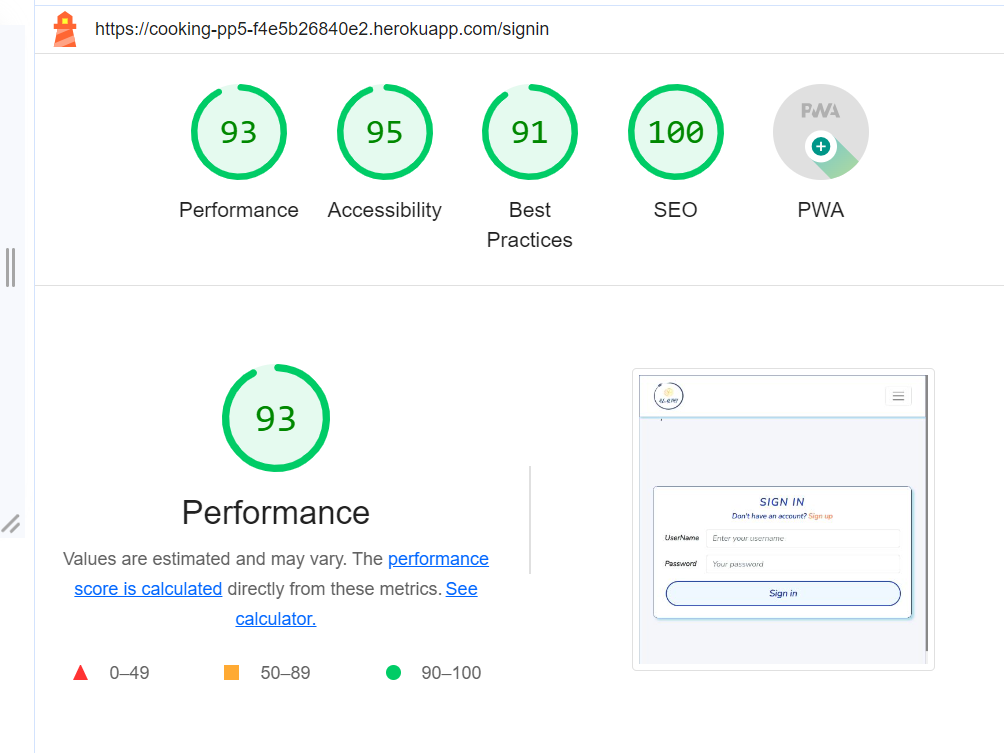 https://cooking-pp5-f4e5b26840e2.herokuapp.com/signin
93
95
91
100
PWA
Performance
Accessibility
Best
Practices
SEO
PWA
93
Performance
Values are estimated and may vary. The performance
score is calculated directly from these metrics. See
calculator.
0–49
50–89
90–100
SIGN IN
Don't have an account? Sign up
UserName
Enter your username
Password
Your password
Sign in